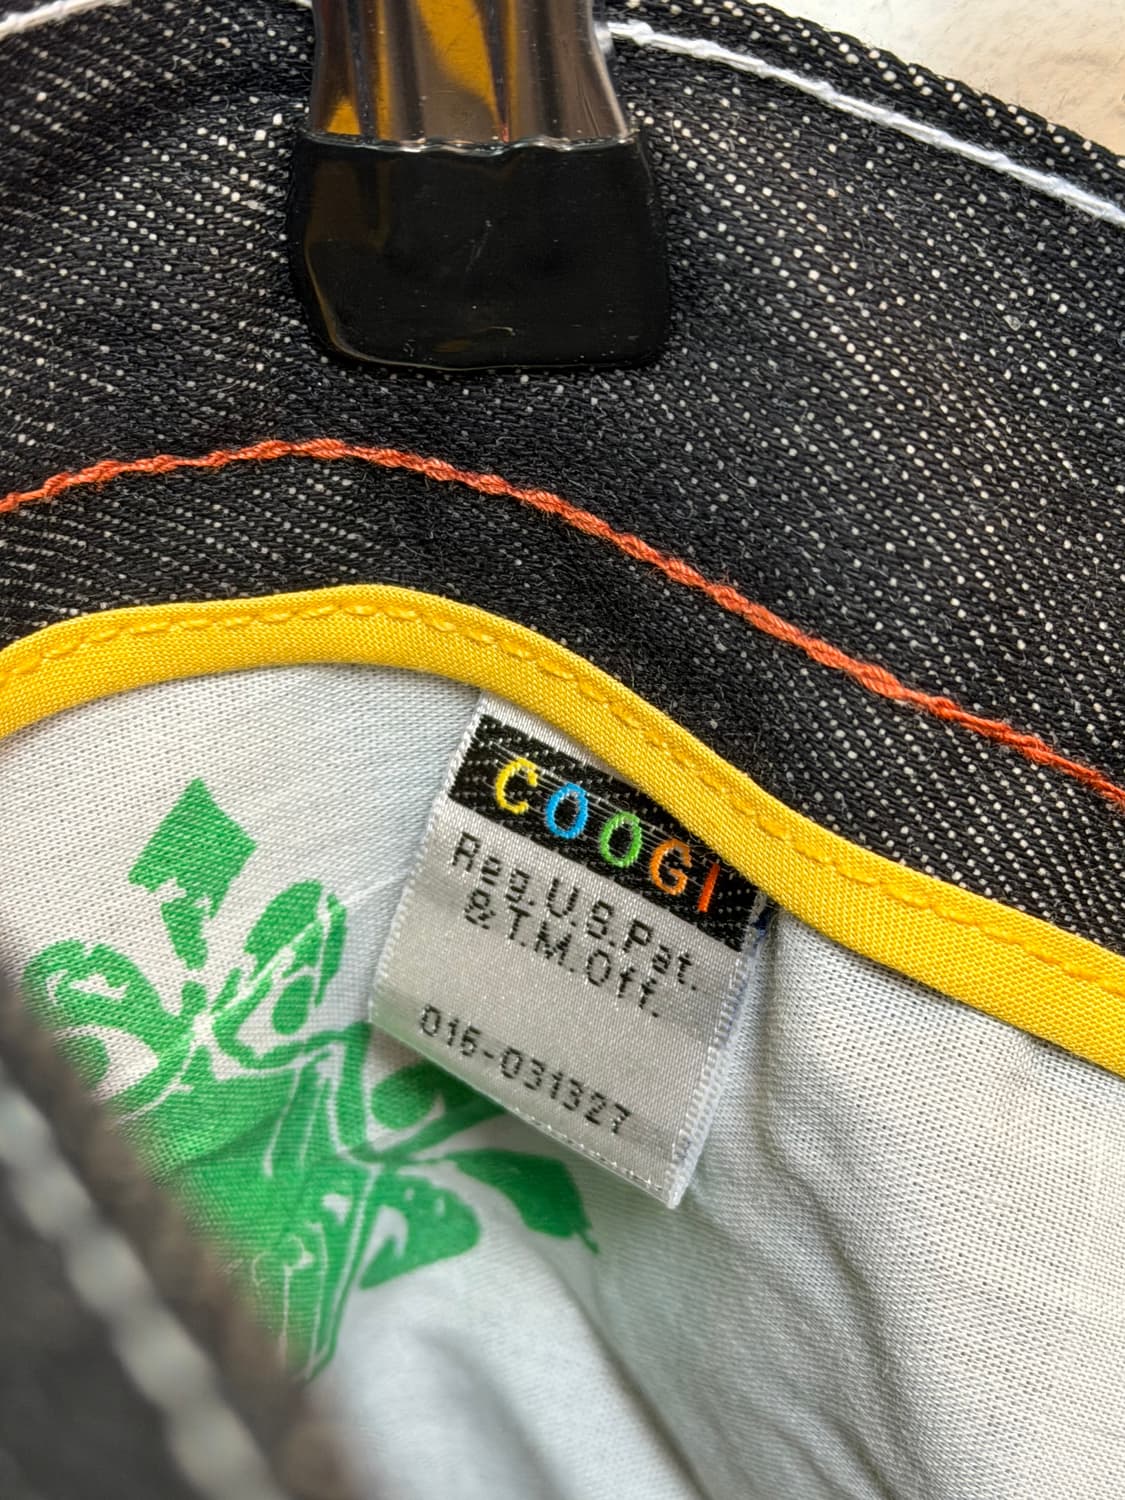 COOGI
Reg.U.S.Pat.
& T.M.Off.
016-031327